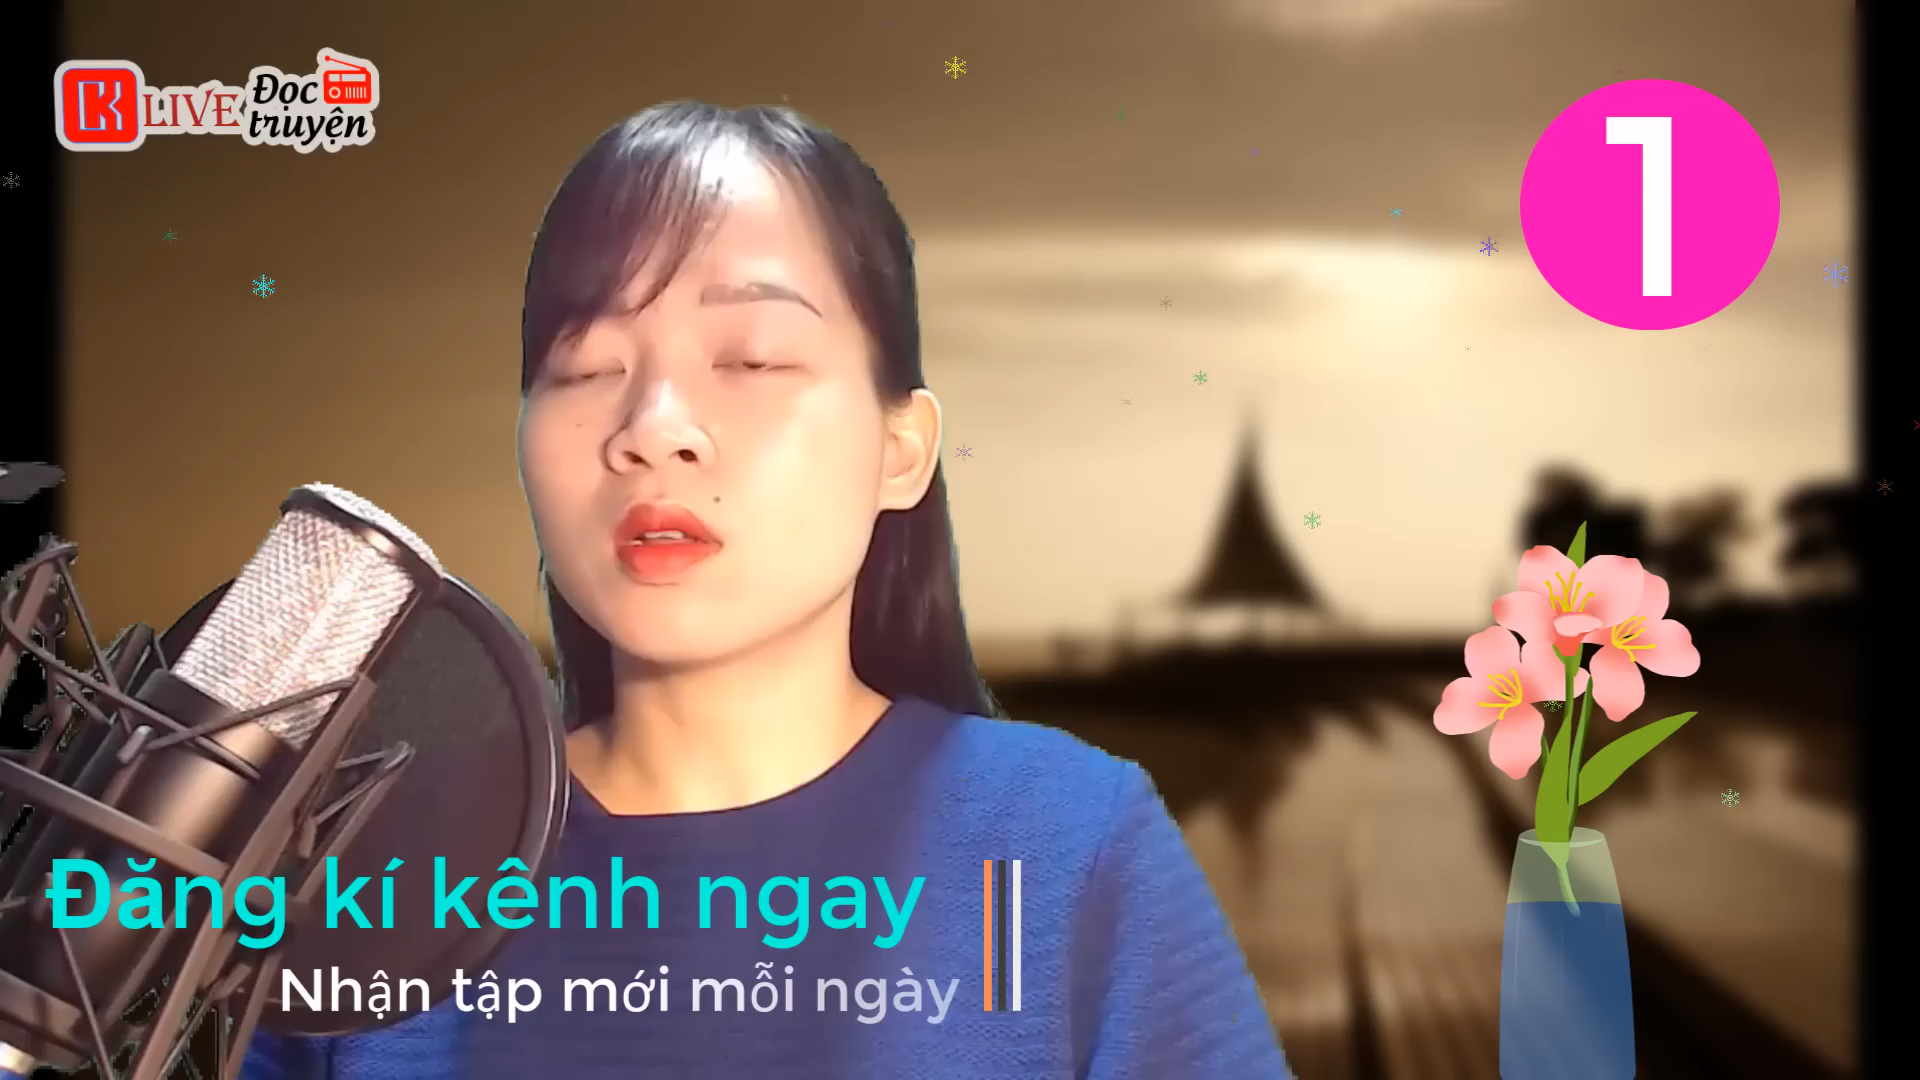 K LIVE Đọc
truyện
1
Đăng kí kênh ngay
Nhận tập mới mỗi ngày